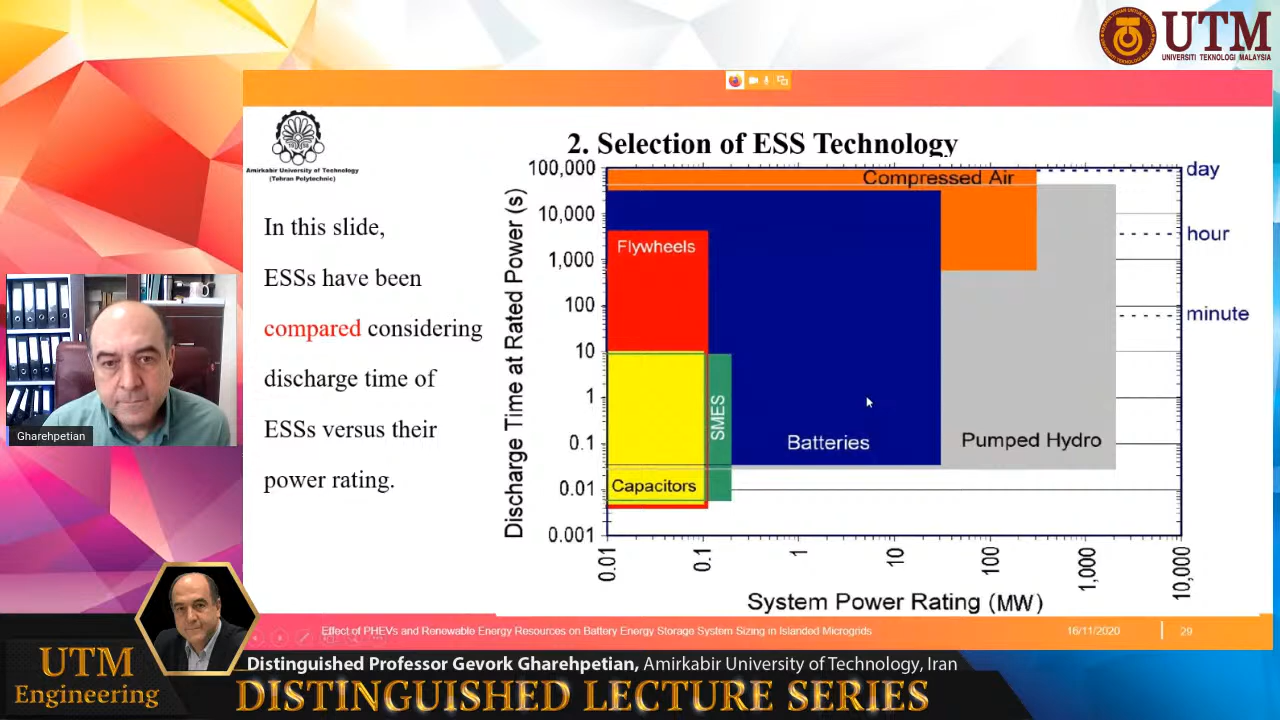 UTM
UNIVERSITI TEKNOLOGI MALAYSIA
Amirkabir University of Technology
(Tehran Polytechnic)
2. Selection of ESS Technology
In this slide,
ESSs have been
compared considering
discharge time of
ESSs versus their
power rating.
Discharge Time at Rated Power (s)
100,000
10,000
1,000
100
10
1
0.1
0.01
0.001
Compressed Air
Flywheels
SMES
Batteries
Pumped Hydro
Capacitors
day
hour
minute
0.01
0.1
1
10
100
1,000
10,000
System Power Rating (MW)
Gharehpetian
Effect of PHEVs and Renewable Energy Resources on Battery Energy Storage System Sizing in Islanded Microgrids
16/11/2020
29
UTM
Engineering
Distinguished Professor Gevork Gharehpetian, Amirkabir University of Technology, Iran
DISTINGUISHED LECTURE SERIES